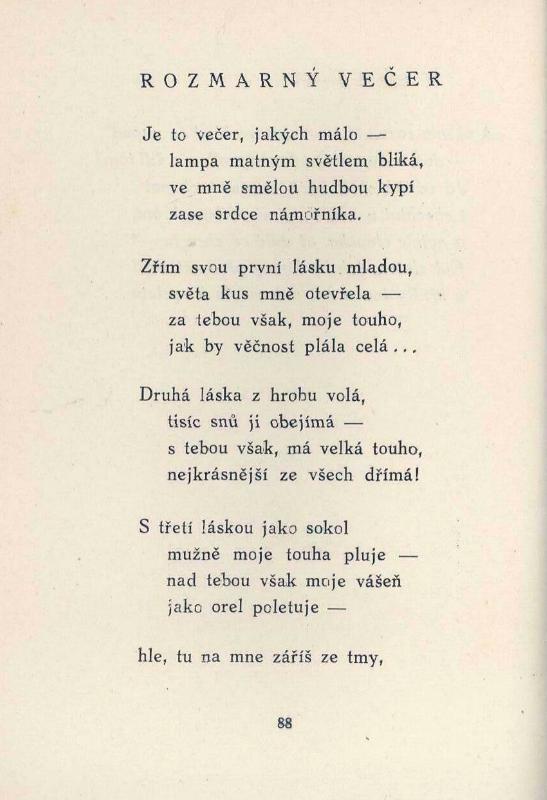 ROZMARNÝ VEČER
Je to večer, jakých málo —
lampa matným světlem bliká,
ve mně smělou hudbou kypí
zase srdce námořníka.
Zřím svou první lásku mladou,
světa kus mně otevřela —
za tebou však, moje touho,
jak by věčnost plála celá...
Druhá láska z hrobu volá,
tisíc snů ji obejímá —
s tebou však, má velká touho,
nejkrásnější ze všech dřímá!
S třetí láskou jako sokol
mužně moje touha pluje —
nad tebou však moje vášeň
jako orel poletuje —
hle, tu na mne záříš ze tmy,
88